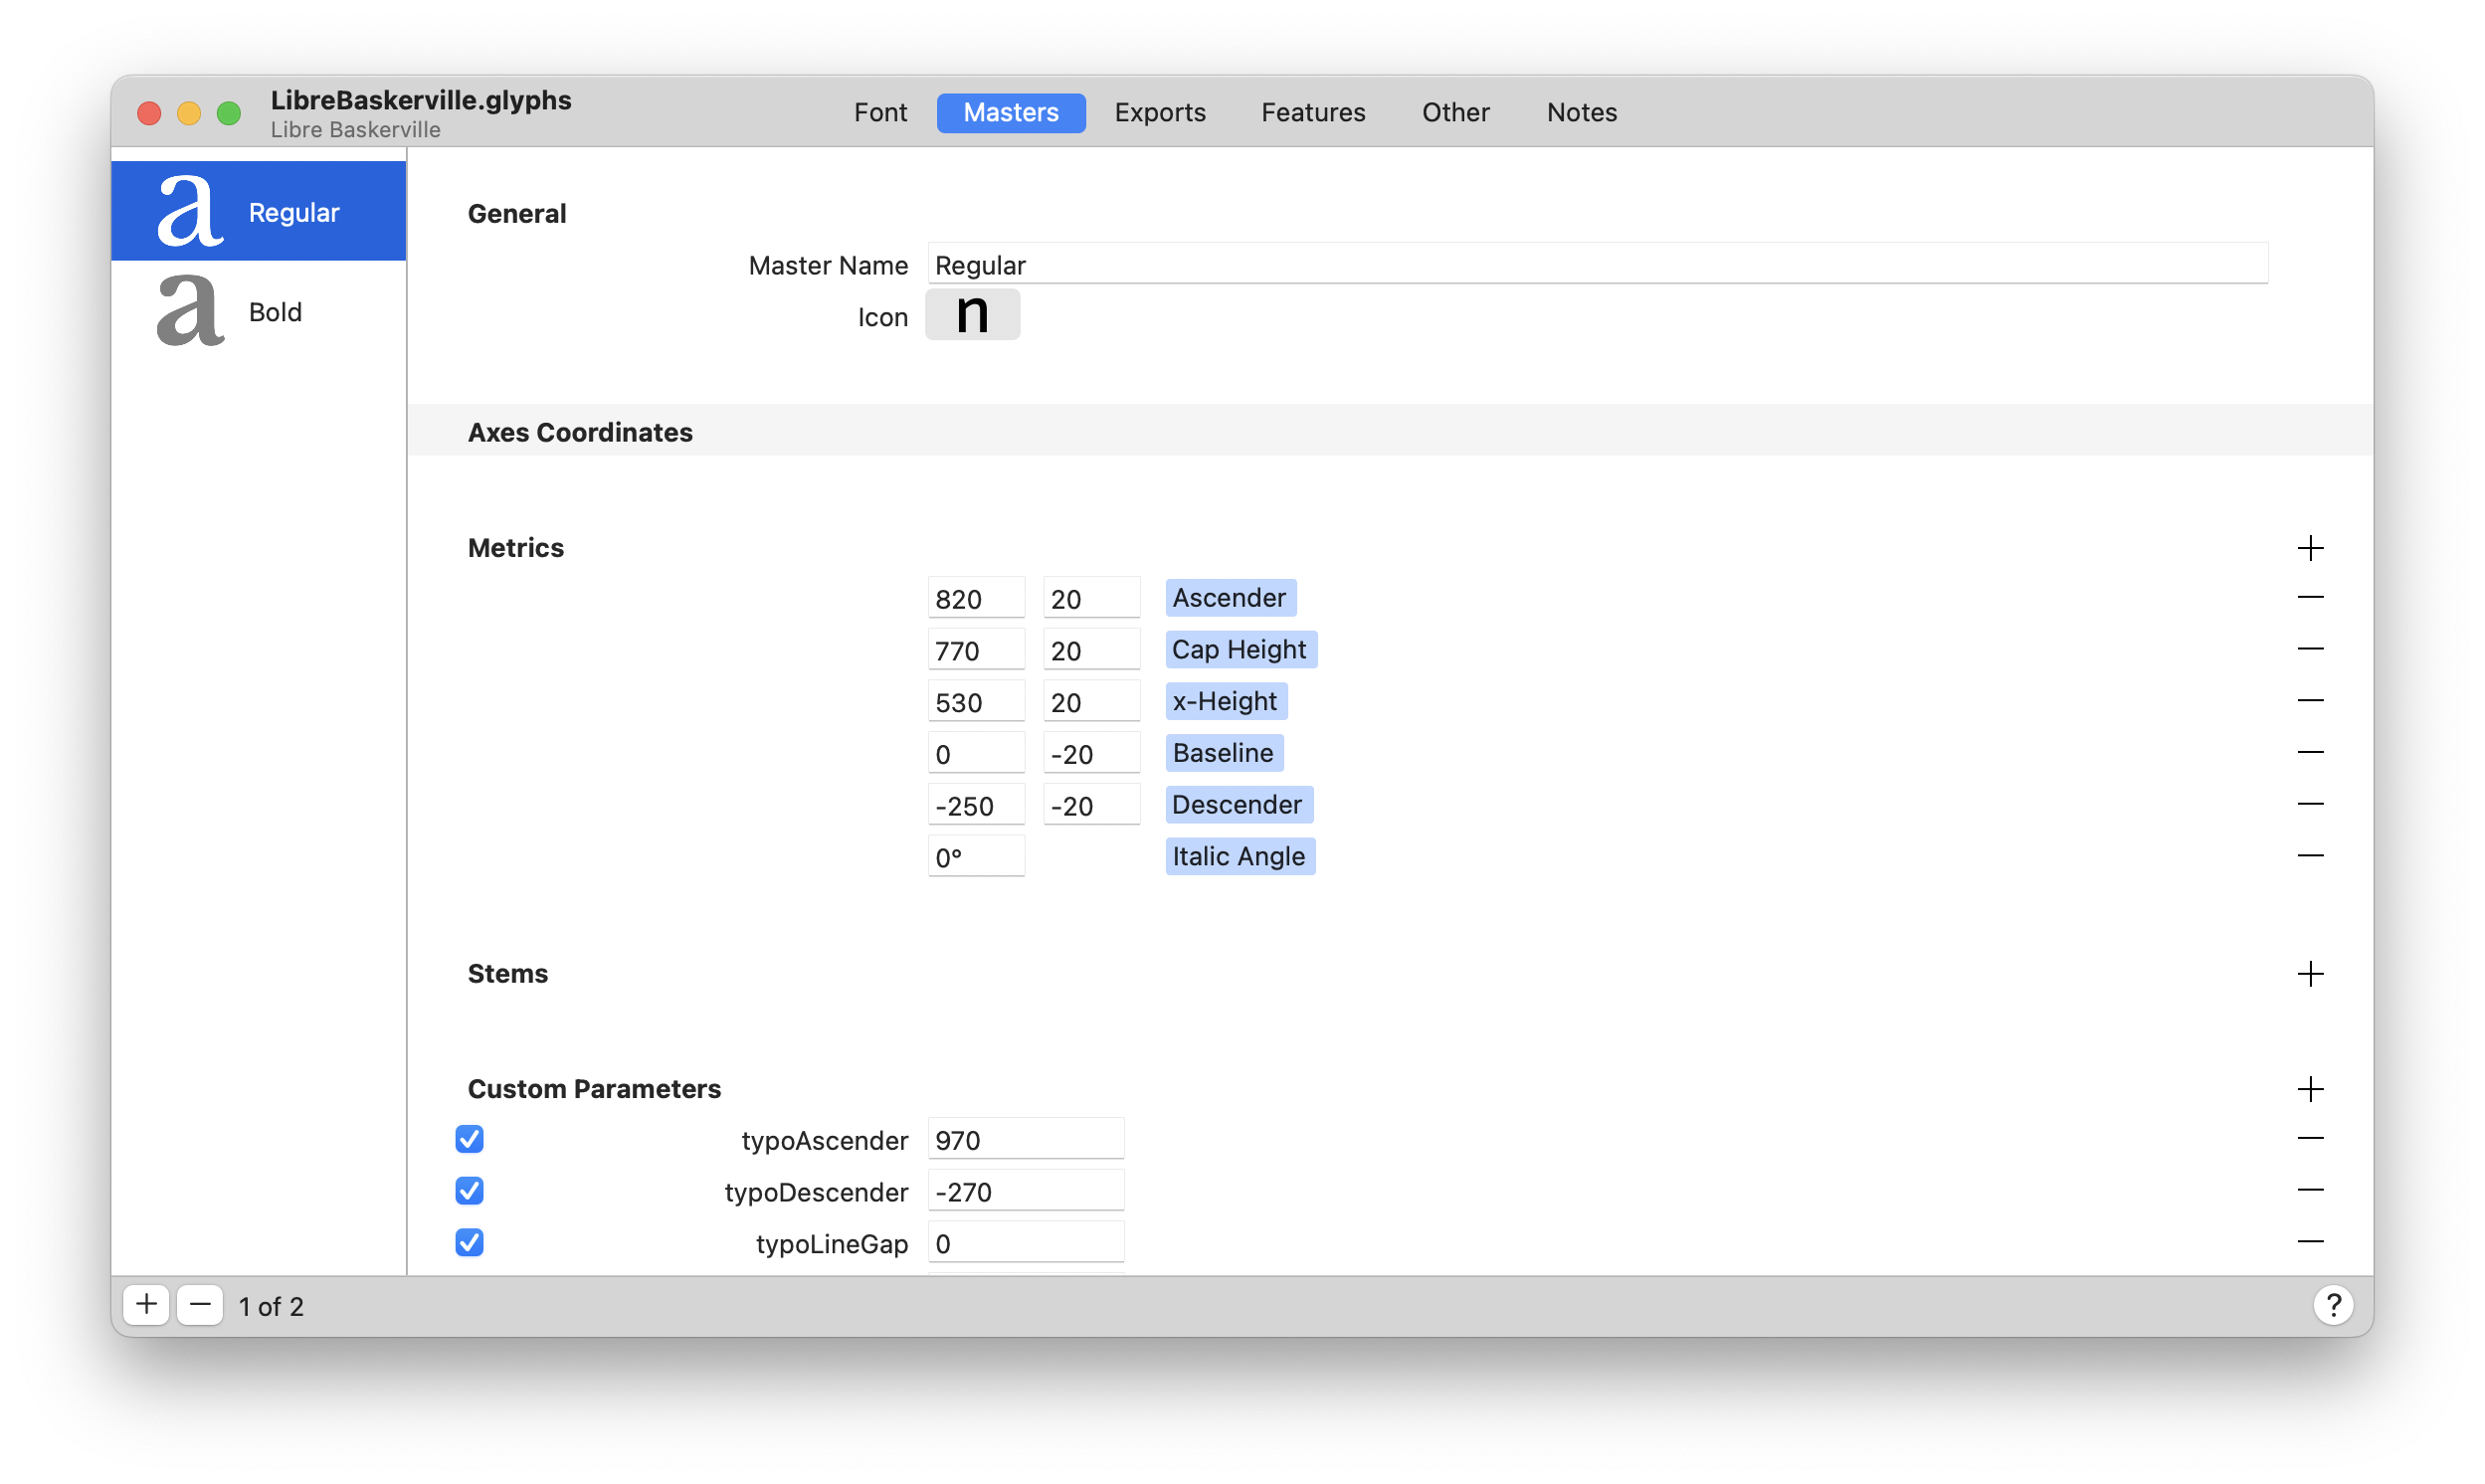 LibreBaskerville.glyphs
Libre Baskerville
Font Masters Exports Features Other Notes
a Regular
a Bold
General
Master Name Regular
Icon n
Axes Coordinates
Metrics
820 20 Ascender
770 20 Cap Height
530 20 x-Height
0 -20 Baseline
-250 -20 Descender
0° Italic Angle
Stems
Custom Parameters
typoAscender 970
typoDescender -270
typoLineGap 0
1 of 2
?